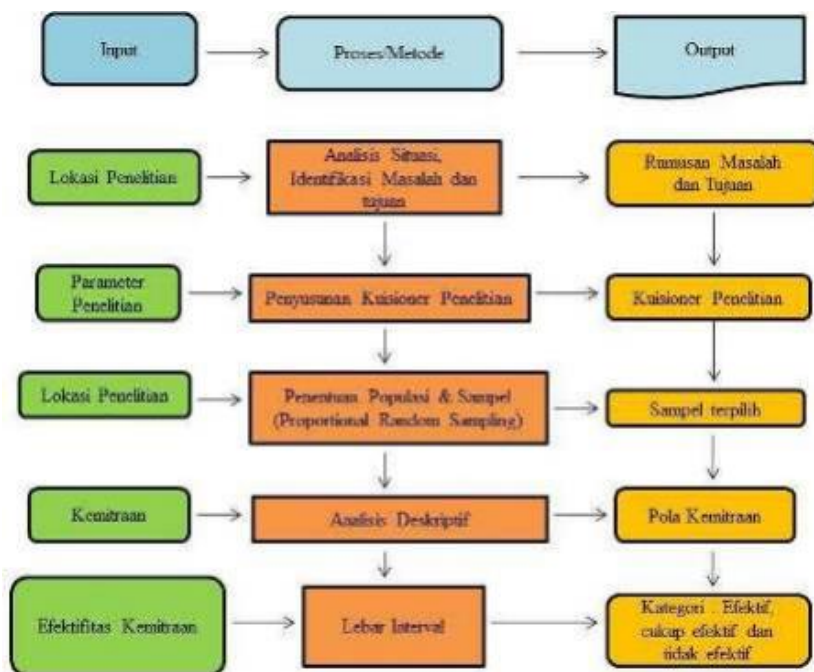 Input
Proses/Metode
Output
Lokasi Penelitian
Analisis Situasi,
Identifikasi Masalah dan
tujuan
Rumusan Masalah
dan Tujuan
Parameter
Penelitian
Penyusunan Kuisioner Penelitian
Kuisioner Penelitian
Lokasi Penelitian
Penentuan Populasi & Sampel
(Proportional Random Sampling)
Sampel terpilih
Kemitraan
Analisis Deskriptif
Pola Kemitraan
Efektifitas Kemitraan
Lebar Interval
Kategori : Efektif,
cukup efektif dan
tidak efektif